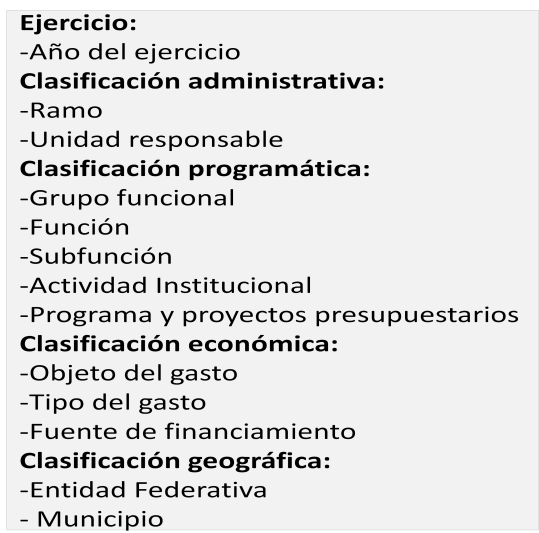 Ejercicio:
-Año del ejercicio
Clasificación administrativa:
-Ramo
-Unidad responsable
Clasificación programática:
-Grupo funcional
-Función
-Subfunción
-Actividad Institucional
-Programa y proyectos presupuestarios
Clasificación económica:
-Objeto del gasto
-Tipo del gasto
-Fuente de financiamiento
Clasificación geográfica:
-Entidad Federativa
- Municipio